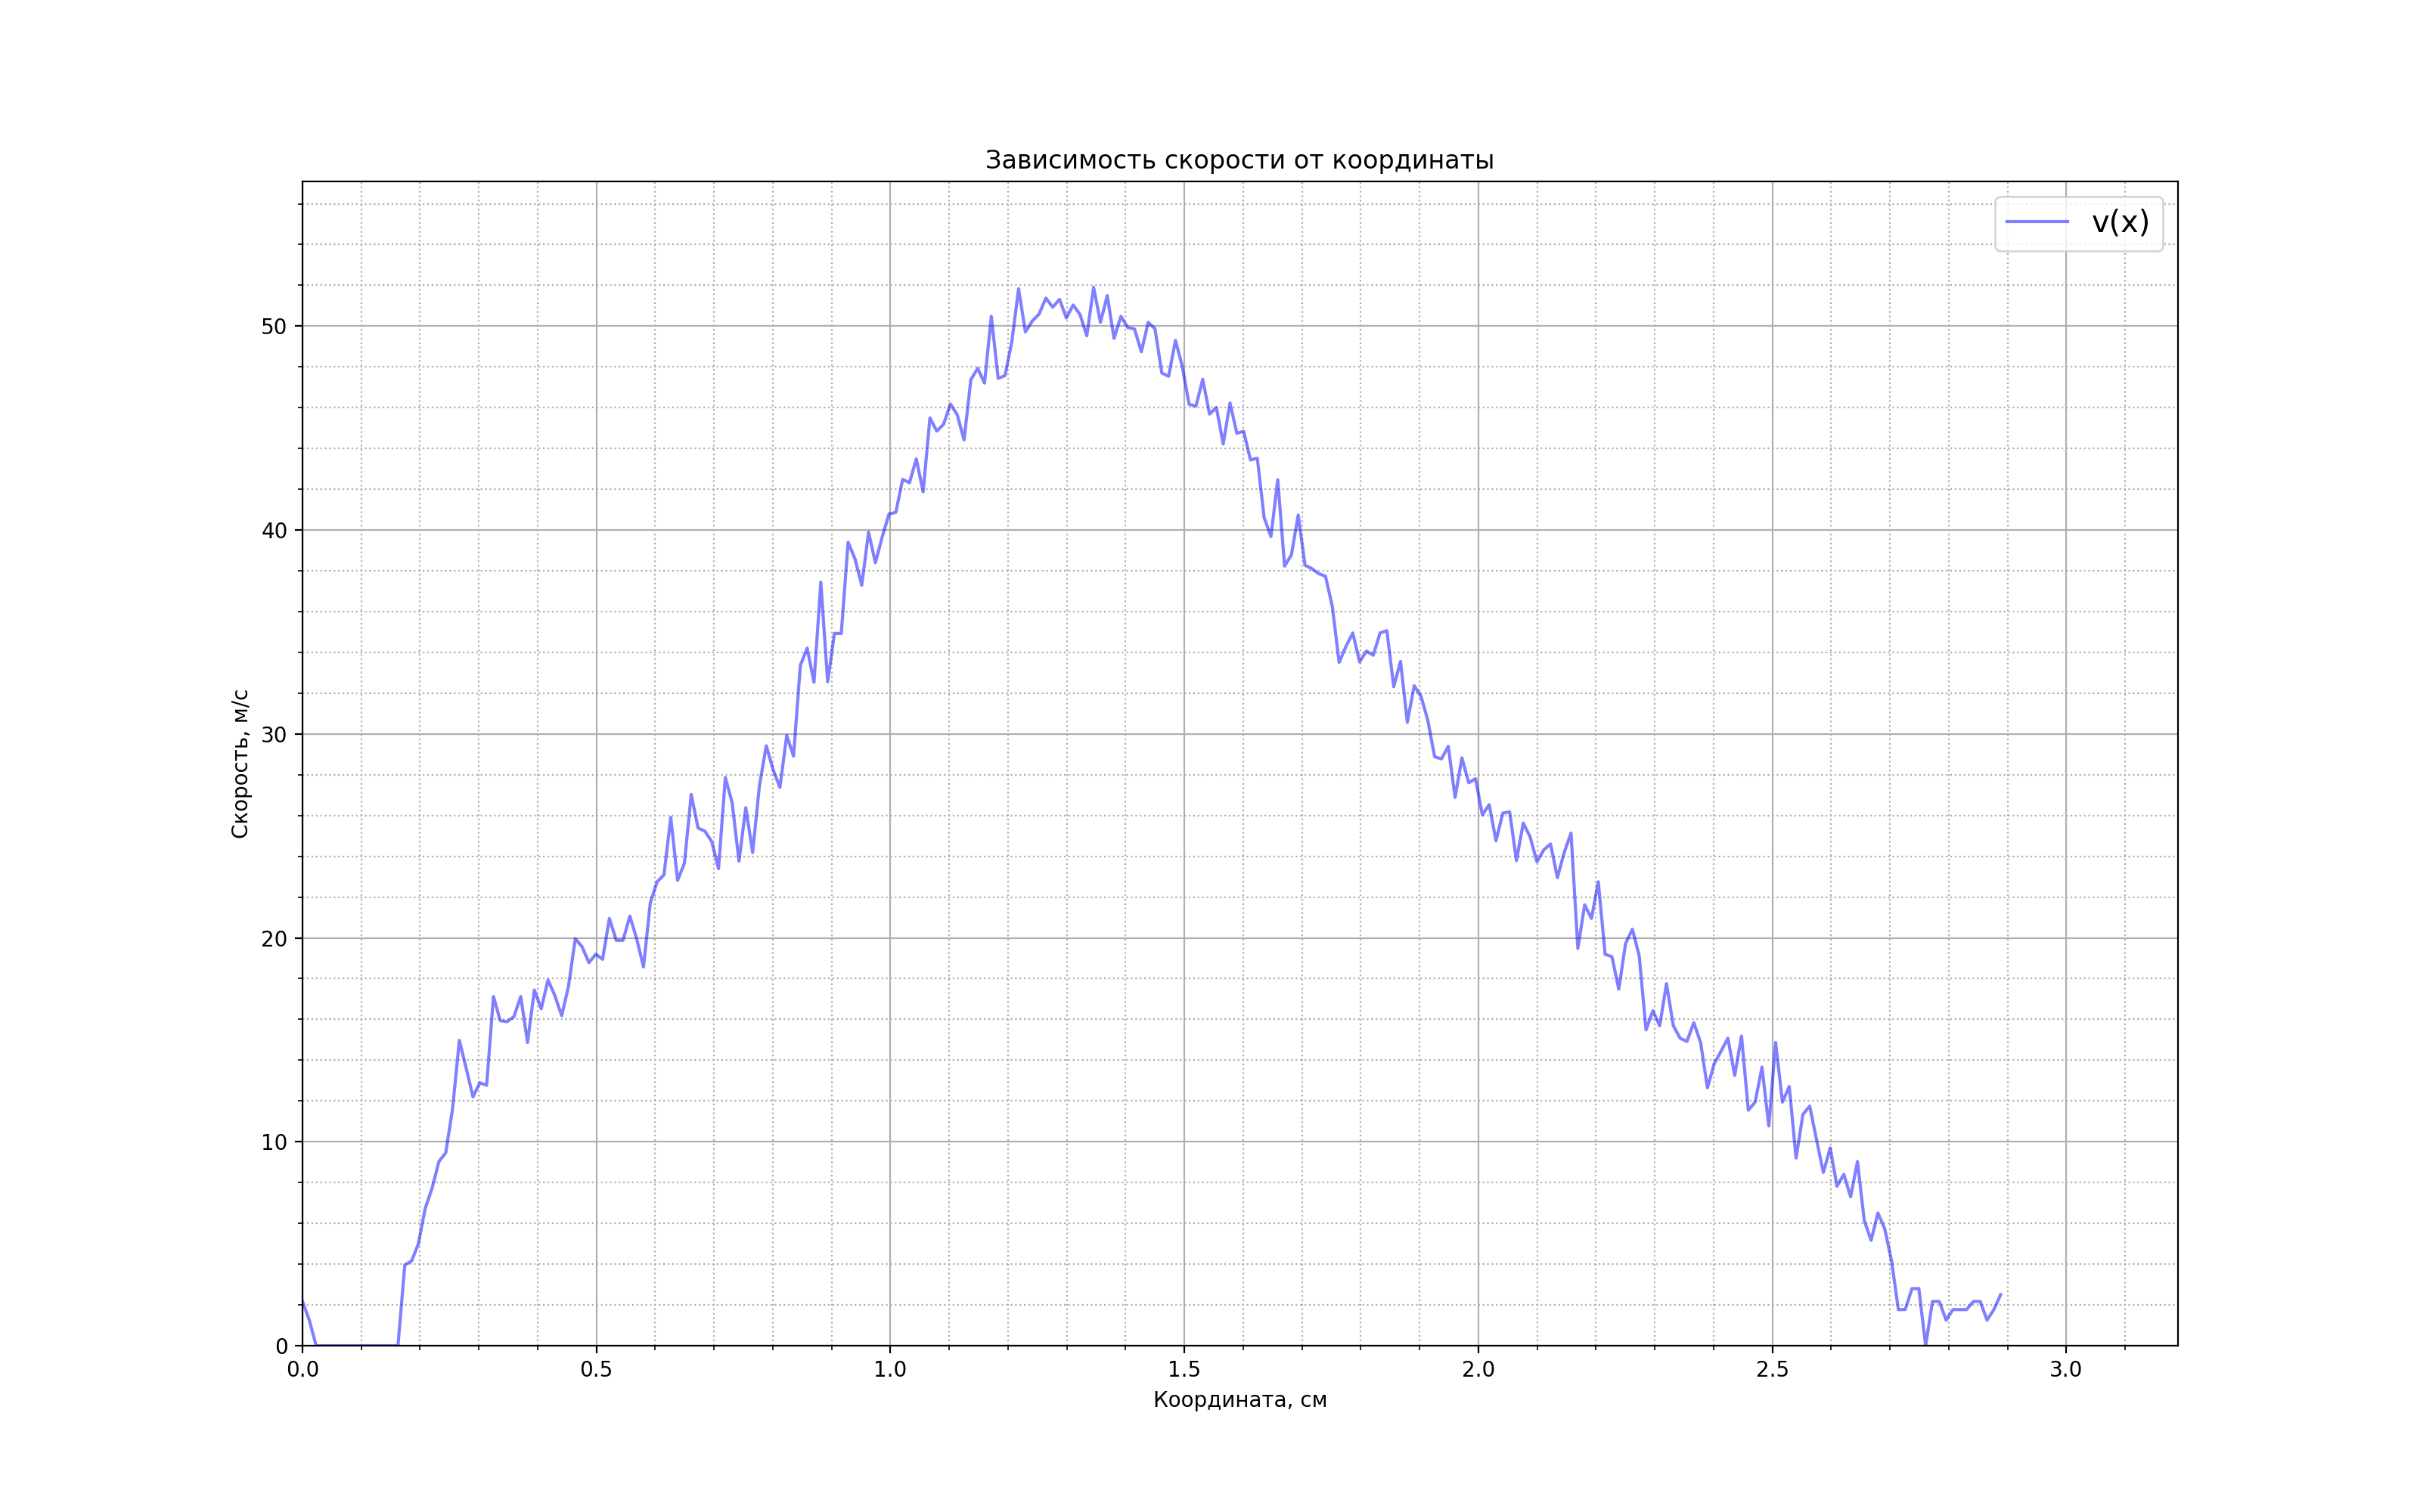 Зависимость скорости от координаты
v(x)
50
40
30
20
10
0
Скорость, м/с
0.0 0.5 1.0 1.5 2.0 2.5 3.0
Координата, см